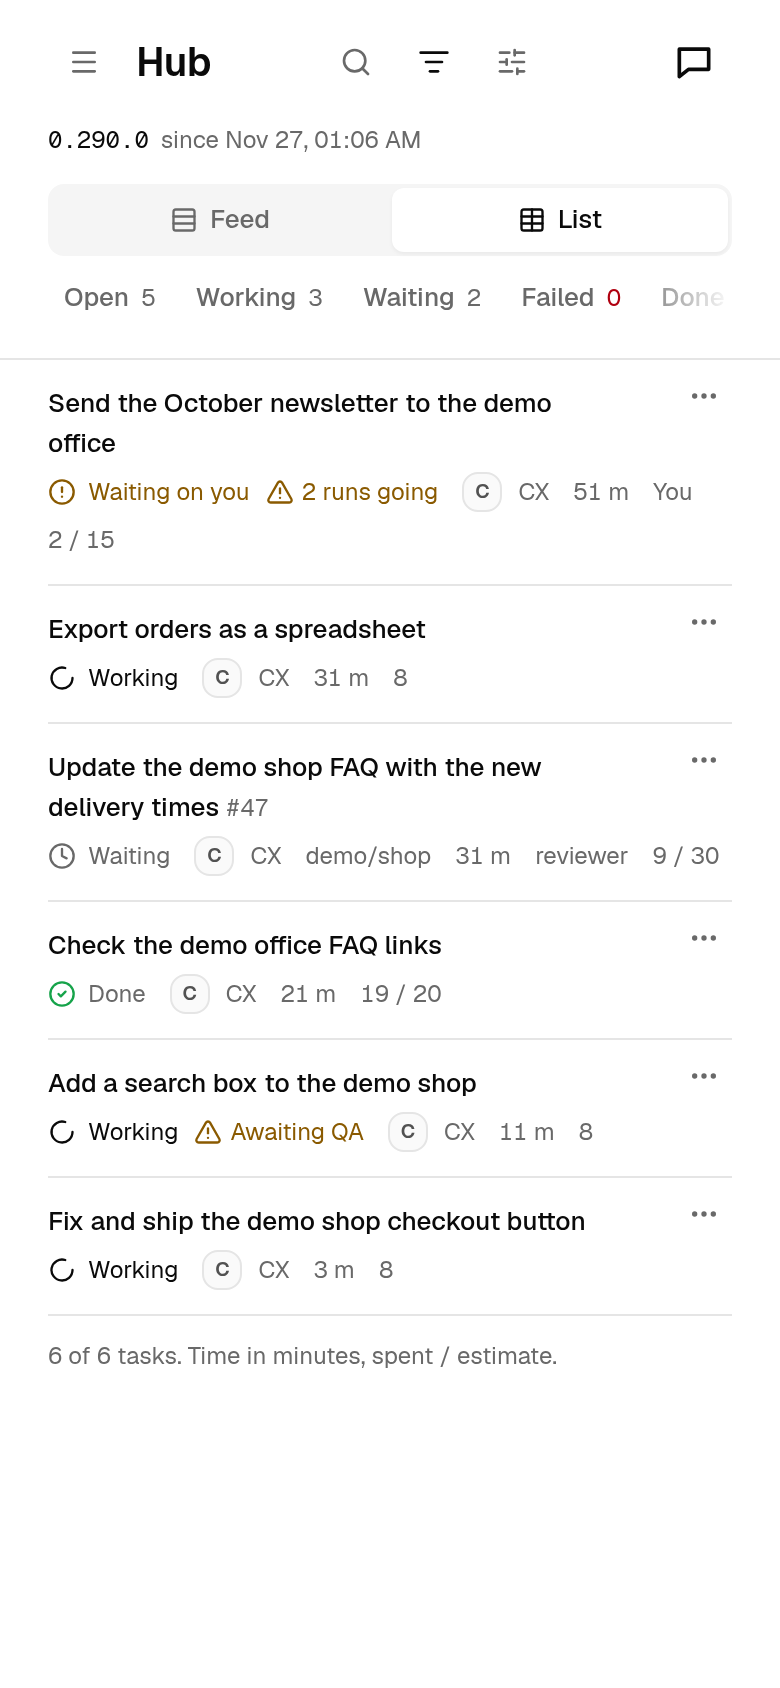 Hub
0.290.0 since Nov 27, 01:06 AM
Feed List
Open 5 Working 3 Waiting 2 Failed 0 Done
Send the October newsletter to the demo
office
Waiting on you 2 runs going C CX 51 m You
2 / 15
Export orders as a spreadsheet
Working C CX 31 m 8
Update the demo shop FAQ with the new
delivery times #47
Waiting C CX demo/shop 31 m reviewer 9 / 30
Check the demo office FAQ links
Done C CX 21 m 19 / 20
Add a search box to the demo shop
Working Awaiting QA C CX 11 m 8
Fix and ship the demo shop checkout button
Working C CX 3 m 8
6 of 6 tasks. Time in minutes, spent / estimate.